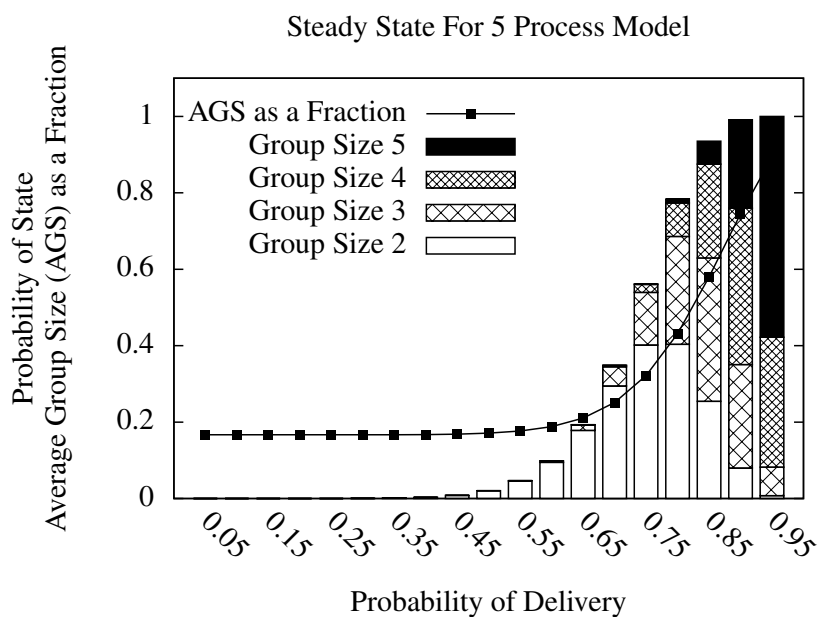 Steady State For 5 Process Model
Probability of State
Average Group Size (AGS) as a Fraction
1
0.8
0.6
0.4
0.2
0
AGS as a Fraction
Group Size 5
Group Size 4
Group Size 3
Group Size 2
0.05
0.15
0.25
0.35
0.45
0.55
0.65
0.75
0.85
0.95
Probability of Delivery